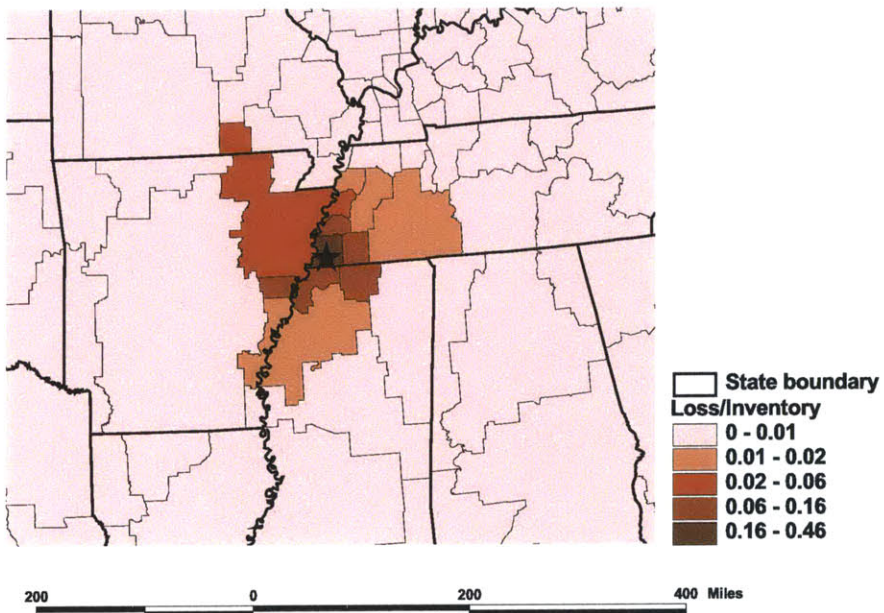 State boundary
Loss/Inventory
0 - 0.01
0.01 - 0.02
0.02 - 0.06
0.06 - 0.16
0.16 - 0.46
200 0 200 400 Miles